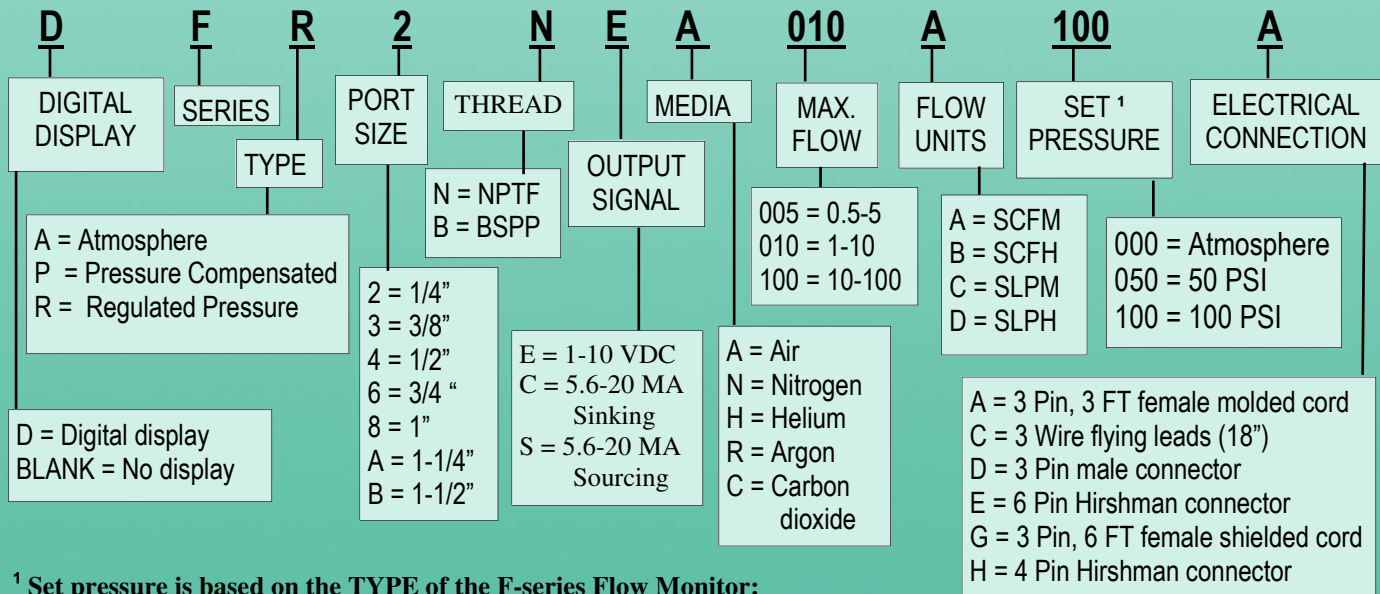 D F R 2 N E A 010 A 100 A
DIGITAL
DISPLAY
SERIES
TYPE
PORT
SIZE
THREAD
OUTPUT
SIGNAL
MEDIA
MAX.
FLOW
FLOW
UNITS
SET ¹
PRESSURE
ELECTRICAL
CONNECTION
A = Atmosphere
P = Pressure Compensated
R = Regulated Pressure
D = Digital display
BLANK = No display
2 = 1/4”
3 = 3/8”
4 = 1/2”
6 = 3/4 “
8 = 1”
A = 1-1/4”
B = 1-1/2”
N = NPTF
B = BSPP
E = 1-10 VDC
C = 5.6-20 MA
Sinking
S = 5.6-20 MA
Sourcing
A = Air
N = Nitrogen
H = Helium
R = Argon
C = Carbon
dioxide
005 = 0.5-5
010 = 1-10
100 = 10-100
A = SCFM
B = SCFH
C = SLPM
D = SLPH
000 = Atmosphere
050 = 50 PSI
100 = 100 PSI
A = 3 Pin, 3 FT female molded cord
C = 3 Wire flying leads (18”)
D = 3 Pin male connector
E = 6 Pin Hirshman connector
G = 3 Pin, 6 FT female shielded cord
H = 4 Pin Hirshman connector
¹ Set pressure is based on the TYPE of the F-series Flow Monitor: